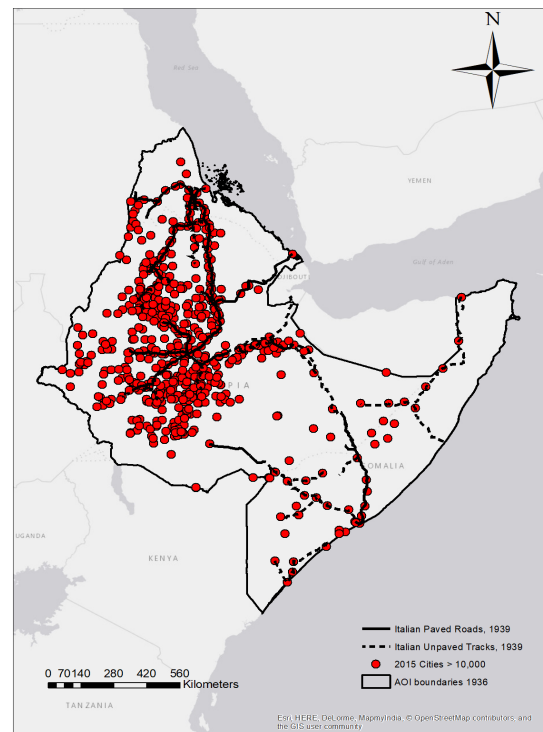 N
Red Sea
YEMEN
Gulf of Aden
JIBOUTI
PIA
OMALIA
UGANDA
KENYA
TANZANIA
Italian Paved Roads, 1939
Italian Unpaved Tracks, 1939
2015 Cities > 10,000
AOI boundaries 1936
0 70140 280 420 560
Kilometers
Esri, HERE, DeLorme, MapmyIndia, © OpenStreetMap contributors, and
the GIS user community